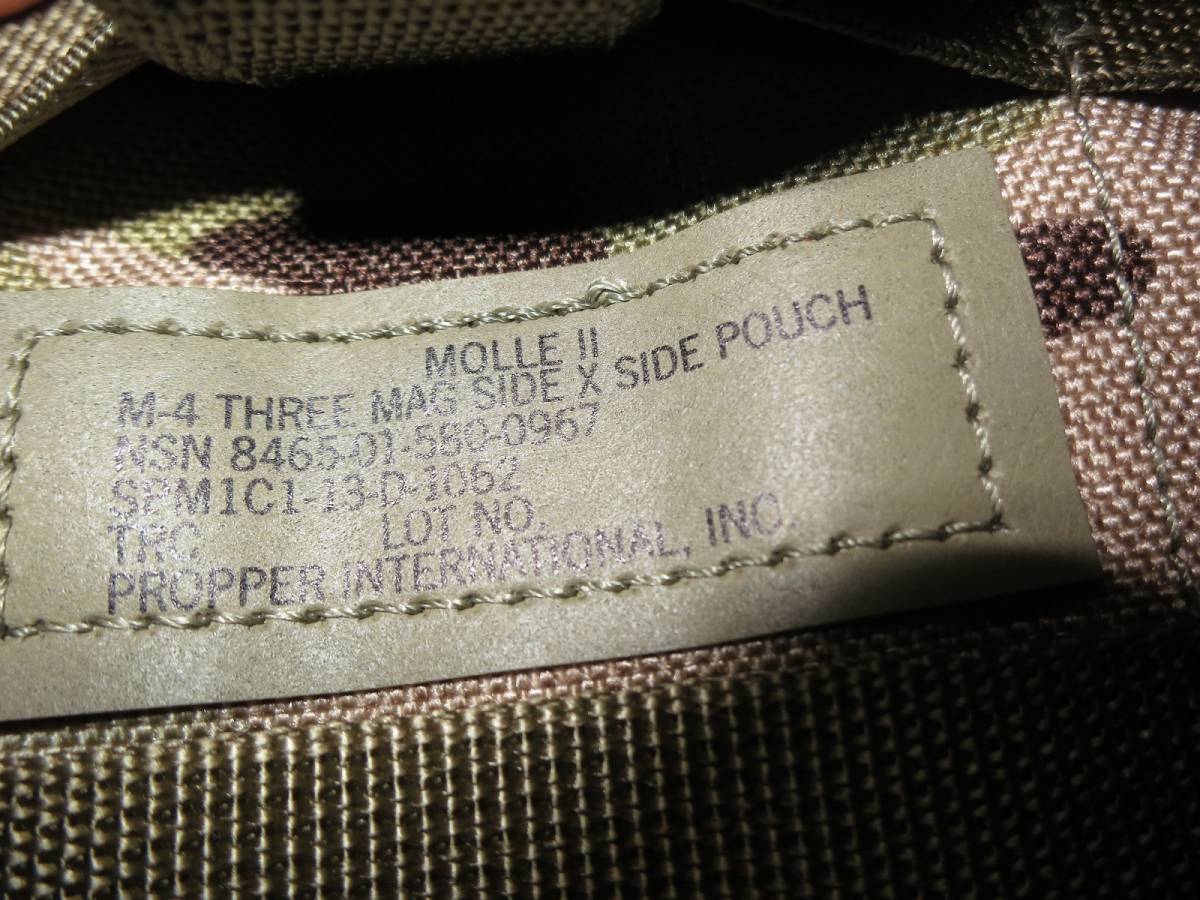 MOLLE II
M-4 THREE MAG SIDE X SIDE POUCH
NSN 8465-01-580-0967
SPM1C1-13-D-1062
TRC LOT NO.
PROPPER INTERNATIONAL, INC.